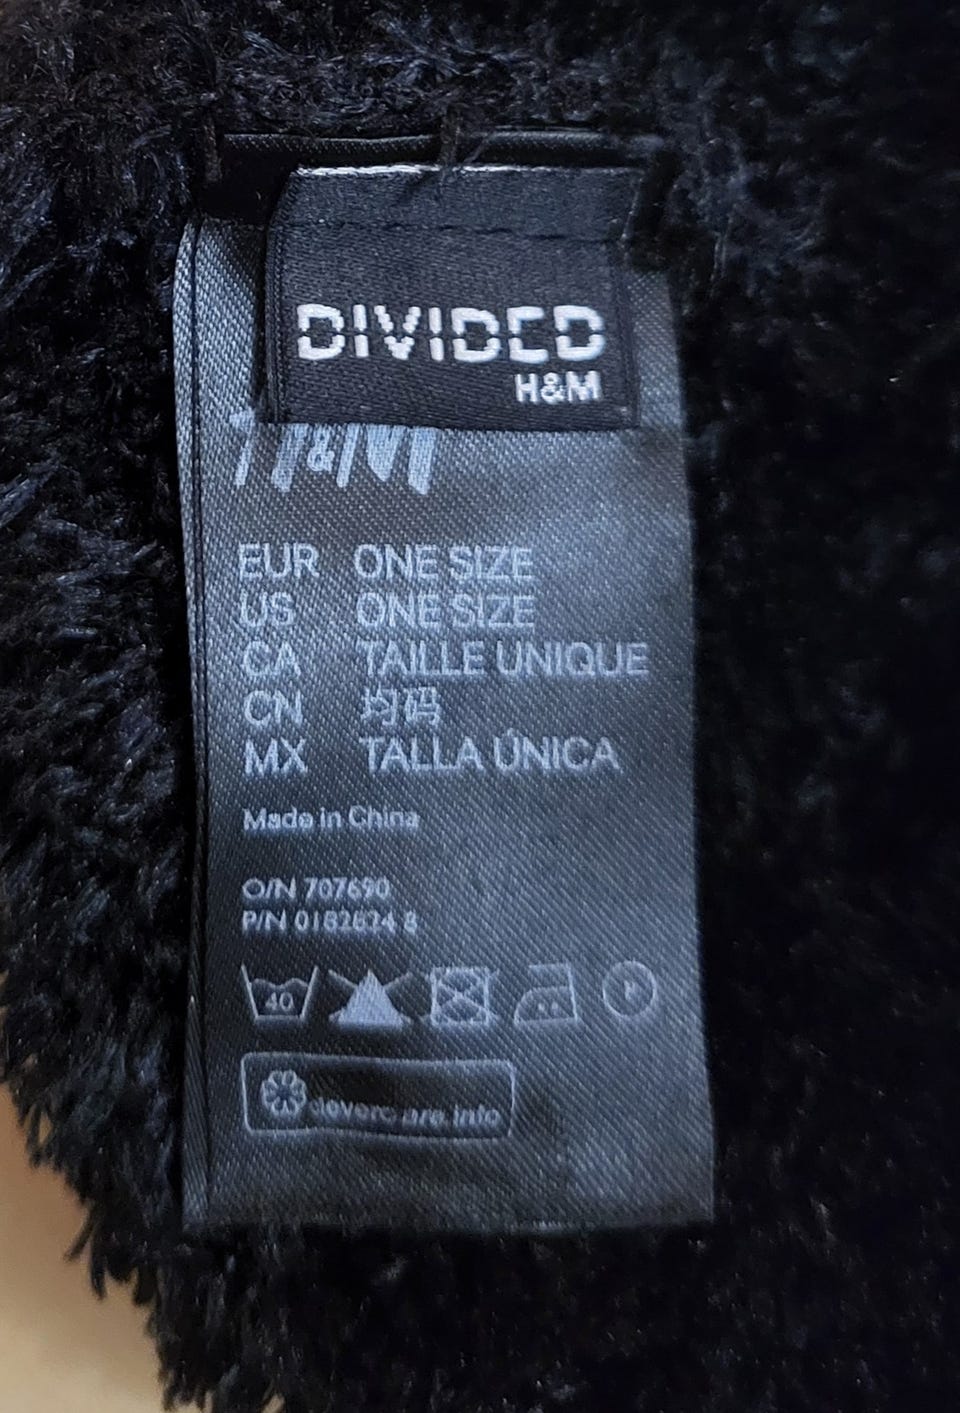 DIVIDED
H&M
H&M
EUR ONE SIZE
US ONE SIZE
CA TAILLE UNIQUE
CN 均码
MX TALLA ÚNICA
Made in China
O/N 707690
P/N 0182824 8
40
P
clevercare.info